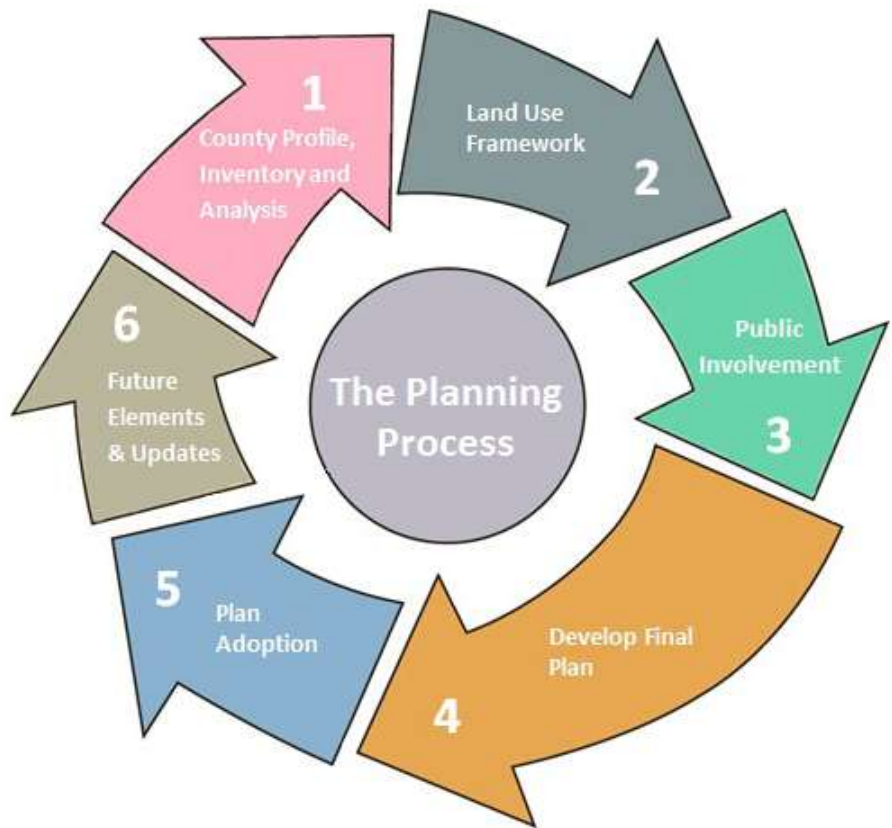 1
County Profile,
Inventory and
Analysis
Land Use
Framework
2
Public
Involvement
3
Develop Final
Plan
4
5
Plan
Adoption
6
Future
Elements
& Updates
The Planning
Process